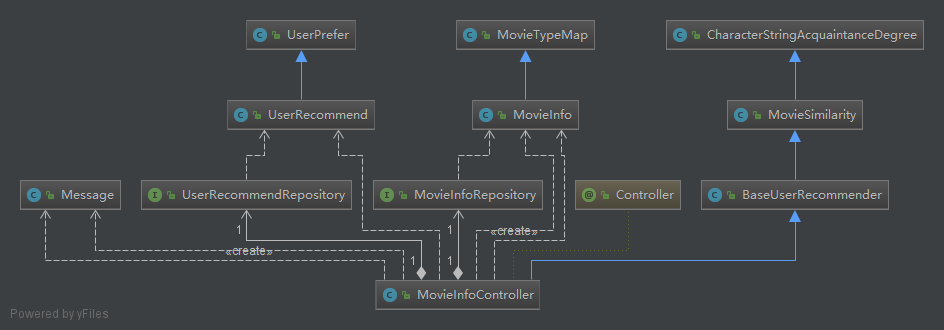 UserPrefer
MovieTypeMap
CharacterStringAcquaintanceDegree
UserRecommend
MovieInfo
MovieSimilarity
Message
UserRecommendRepository
MovieInfoRepository
@ Controller
BaseUserRecommender
1
1
«create»
«create»
1
1
MovieInfoController
Powered by yFiles